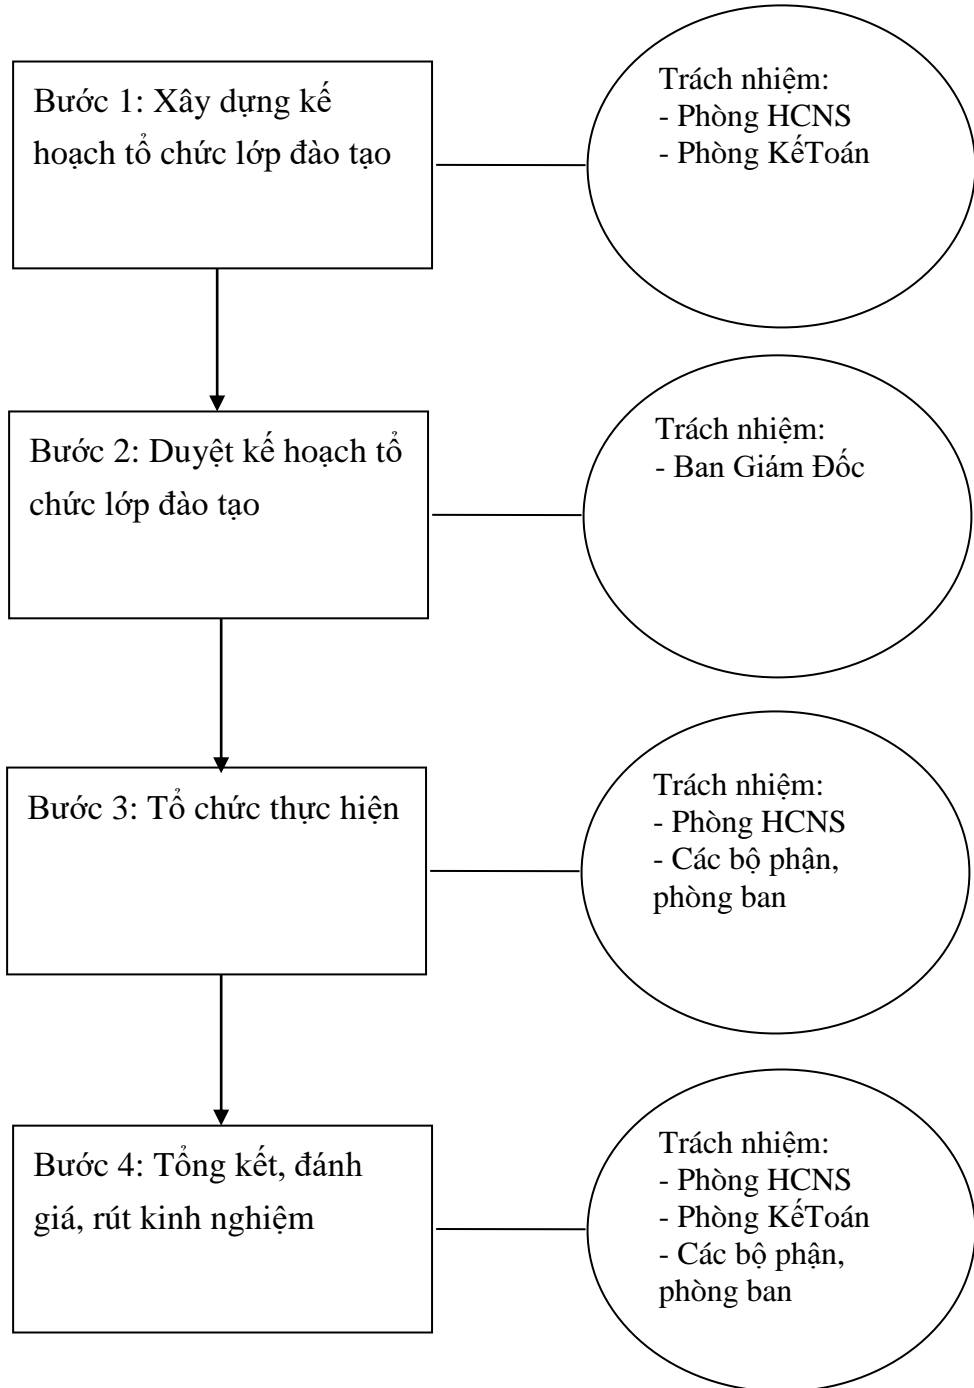 Bước 1: Xây dựng kế
hoạch tổ chức lớp đào tạo
Trách nhiệm:
- Phòng HCNS
- Phòng KếToán
Bước 2: Duyệt kế hoạch tổ
chức lớp đào tạo
Trách nhiệm:
- Ban Giám Đốc
Bước 3: Tổ chức thực hiện
Trách nhiệm:
- Phòng HCNS
- Các bộ phận,
phòng ban
Bước 4: Tổng kết, đánh
giá, rút kinh nghiệm
Trách nhiệm:
- Phòng HCNS
- Phòng KếToán
- Các bộ phận,
phòng ban